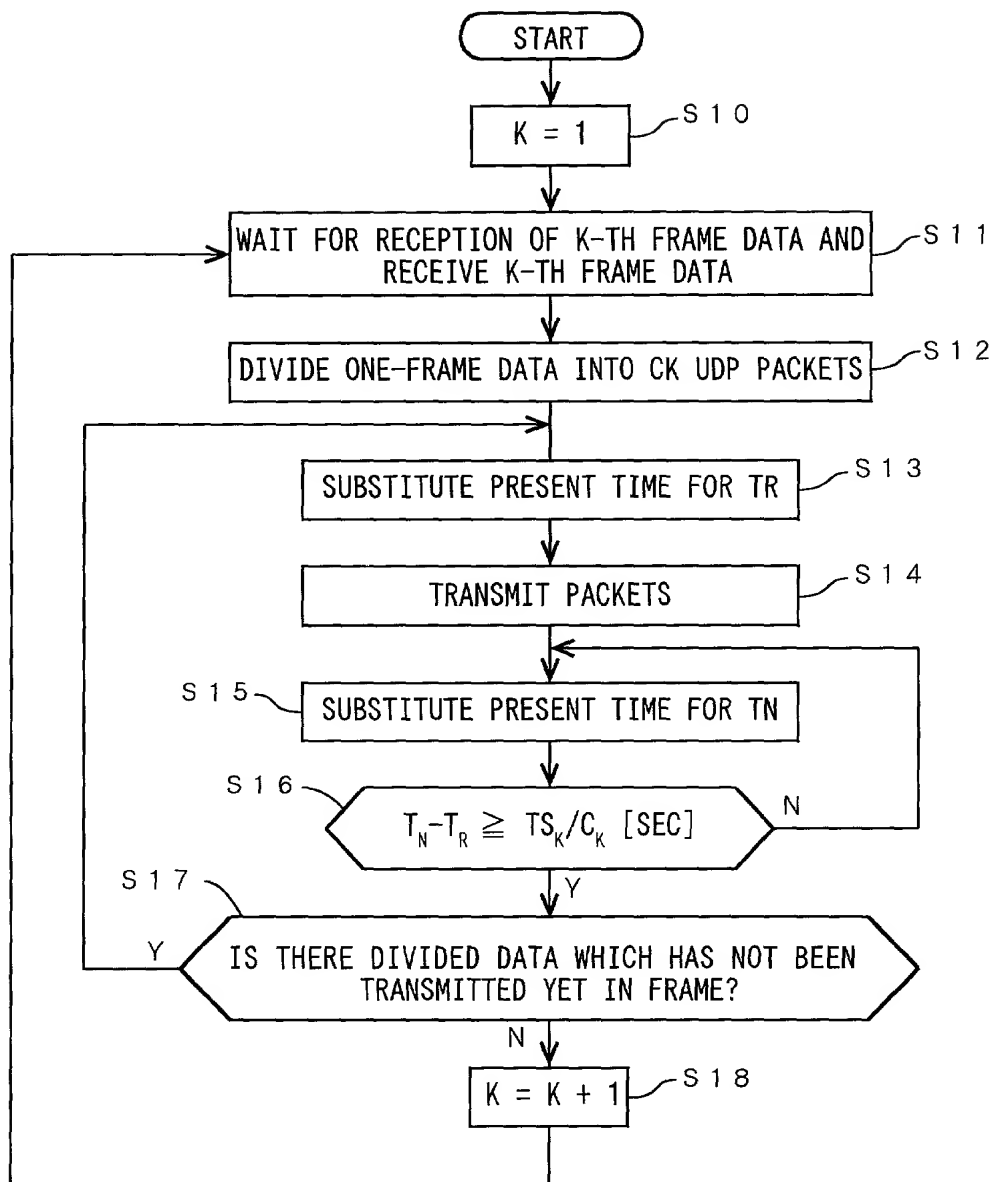 START
K = 1
S10
WAIT FOR RECEPTION OF K-TH FRAME DATA AND
RECEIVE K-TH FRAME DATA
S11
DIVIDE ONE-FRAME DATA INTO CK UDP PACKETS
S12
SUBSTITUTE PRESENT TIME FOR TR
S13
TRANSMIT PACKETS
S14
S15
SUBSTITUTE PRESENT TIME FOR TN
S16
T_N-T_R ≧ TS_K/C_K [SEC]
N
Y
S17
Y
IS THERE DIVIDED DATA WHICH HAS NOT BEEN
TRANSMITTED YET IN FRAME?
N
K = K + 1
S18